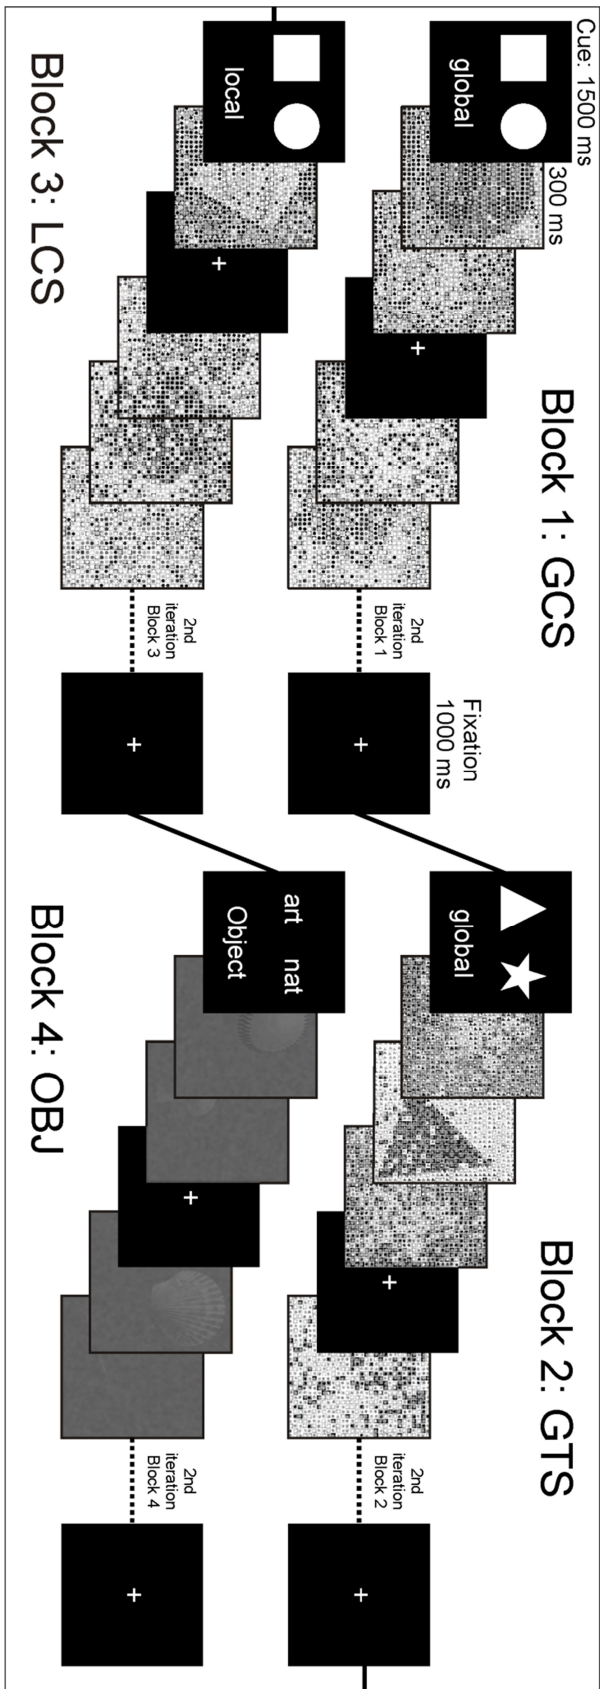 Block 1: GCS
Block 2: GTS
Cue: 1500 ms
300 ms
Fixation
1000 ms
global
2nd
iteration
Block 1
global
2nd
iteration
Block 2
local
2nd
iteration
Block 3
art nat
Object
2nd
iteration
Block 4
Block 3: LCS
Block 4: OBJ